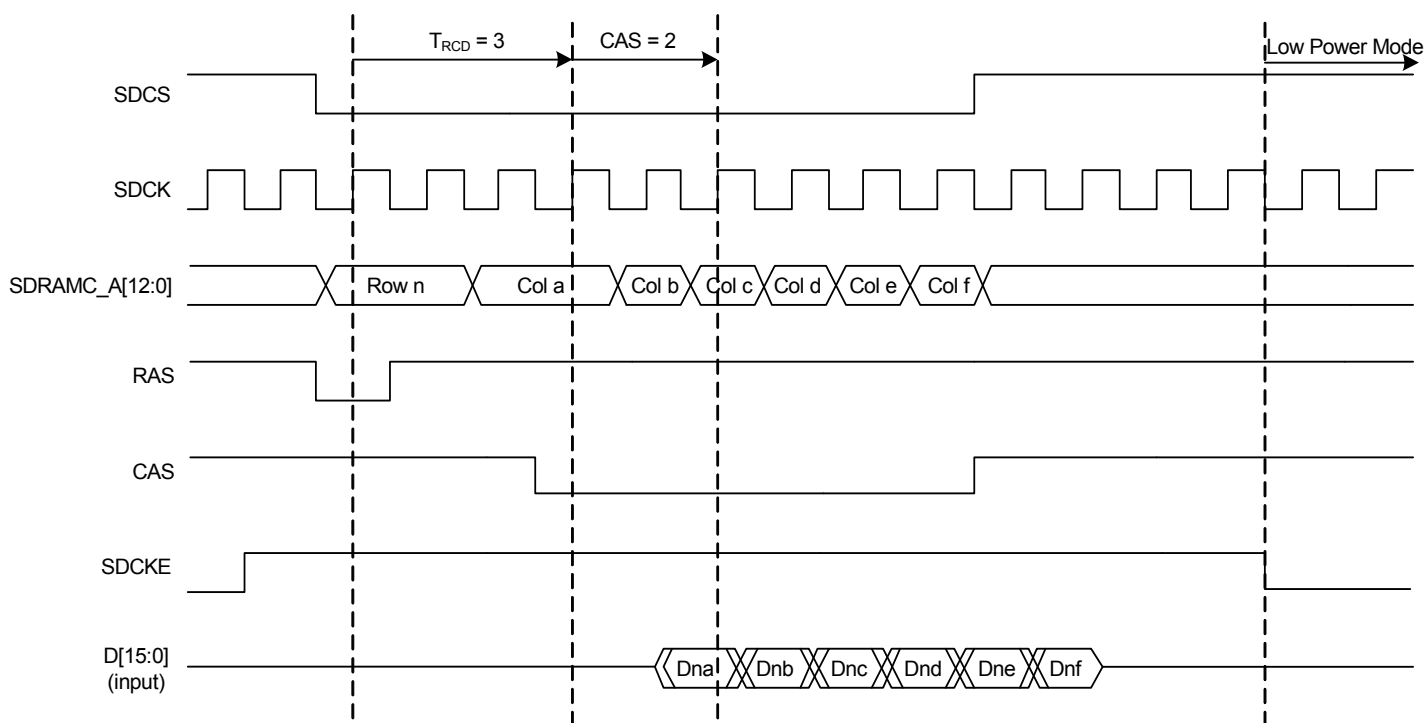 T_RCD = 3
CAS = 2
Low Power Mode
SDCS
SDCK
SDRAMC_A[12:0]
Row n
Col a
Col b
Col c
Col d
Col e
Col f
RAS
CAS
SDCKE
D[15:0]
(input)
Dna
Dnb
Dnc
Dnd
Dne
Dnf